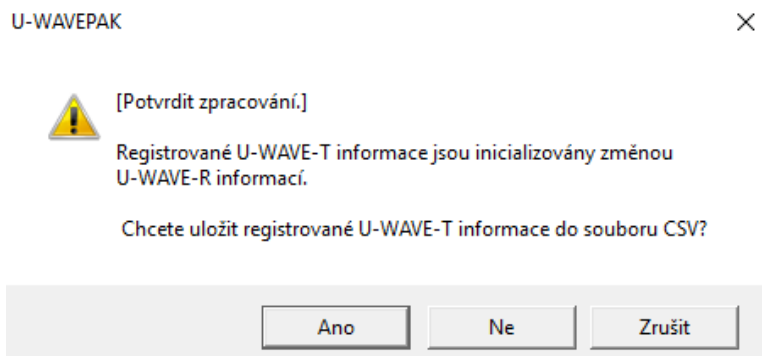 U-WAVEPAK
[Potvrdit zpracování.]
Registrované U-WAVE-T informace jsou inicializovány změnou
U-WAVE-R informací.
Chcete uložit registrované U-WAVE-T informace do souboru CSV?
Ano
Ne
Zrušit